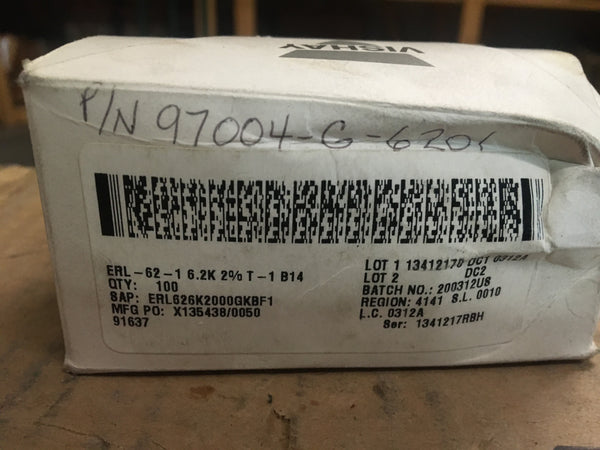 VISHAY
P/N 97004-G-6201
ERL-62-1 6.2K 2% T-1 B14
QTY: 100
SAP: ERL626K2000GKBF1
MFG PO: X135438/0050
91637
LOT 1 1341217B DC1 0312A
LOT 2 DC2
BATCH NO.: 200312U8
REGION: 4141 S.L. 0010
L.C. 0312A
Ser: 1341217RBH